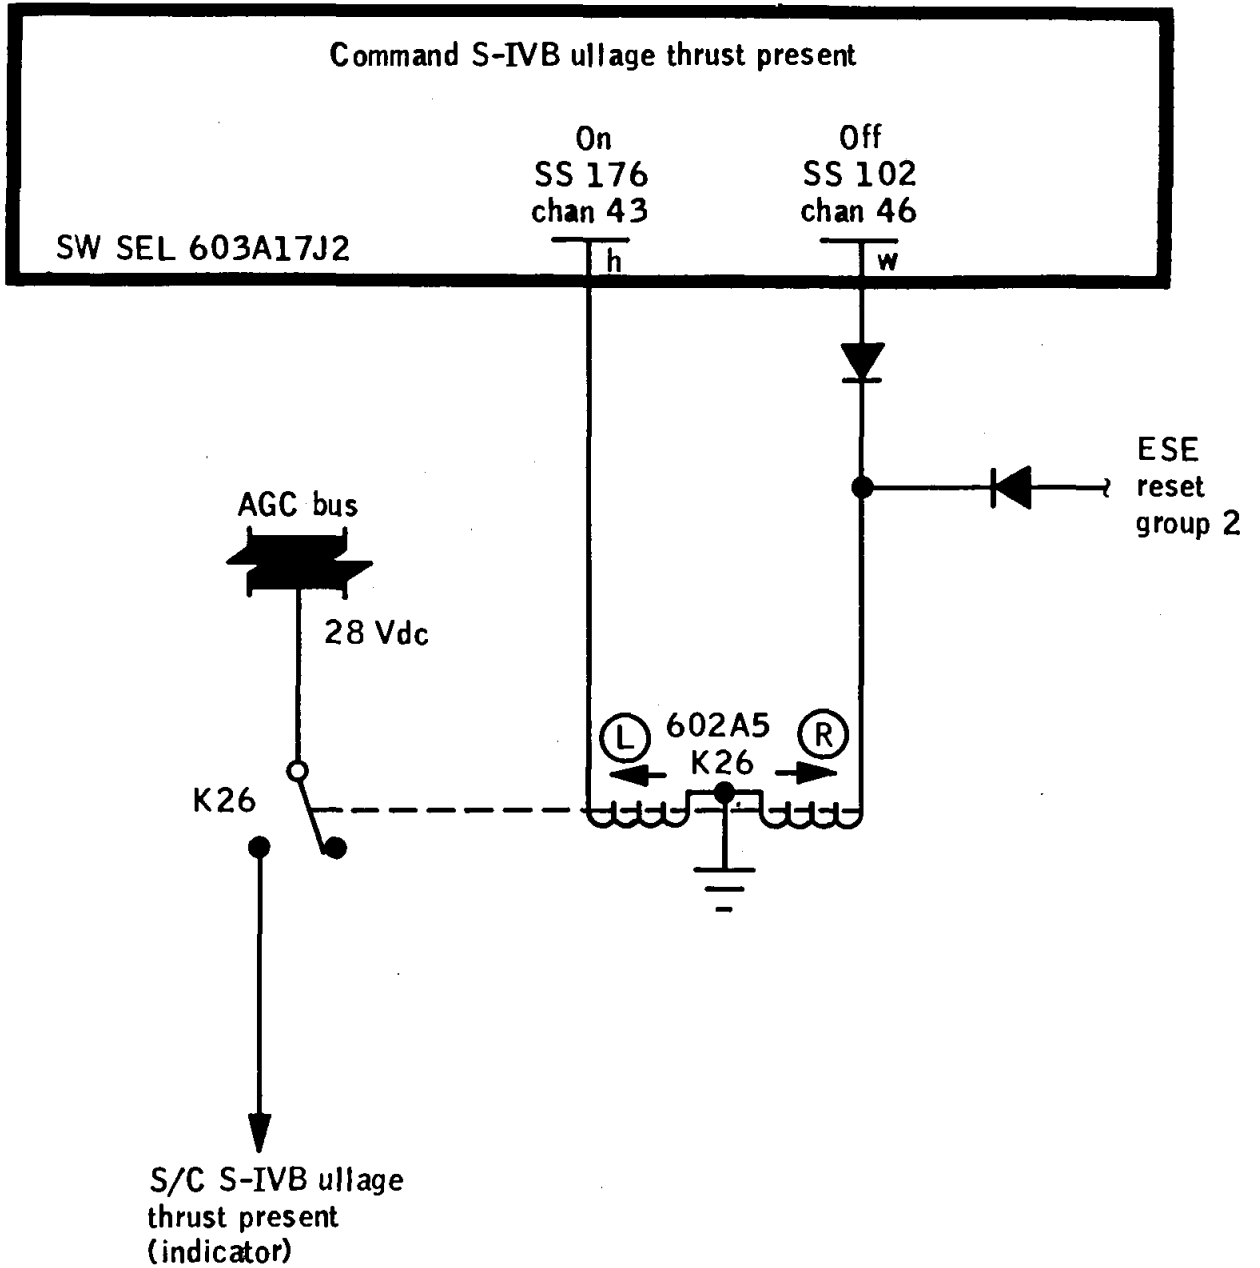 Command S-IVB ullage thrust present
On
SS 176
chan 43
Off
SS 102
chan 46
SW SEL 603A17J2
h
w
ESE
reset
group 2
AGC bus
28 Vdc
L
602A5
K26
R
K26
S/C S-IVB ullage
thrust present
(indicator)